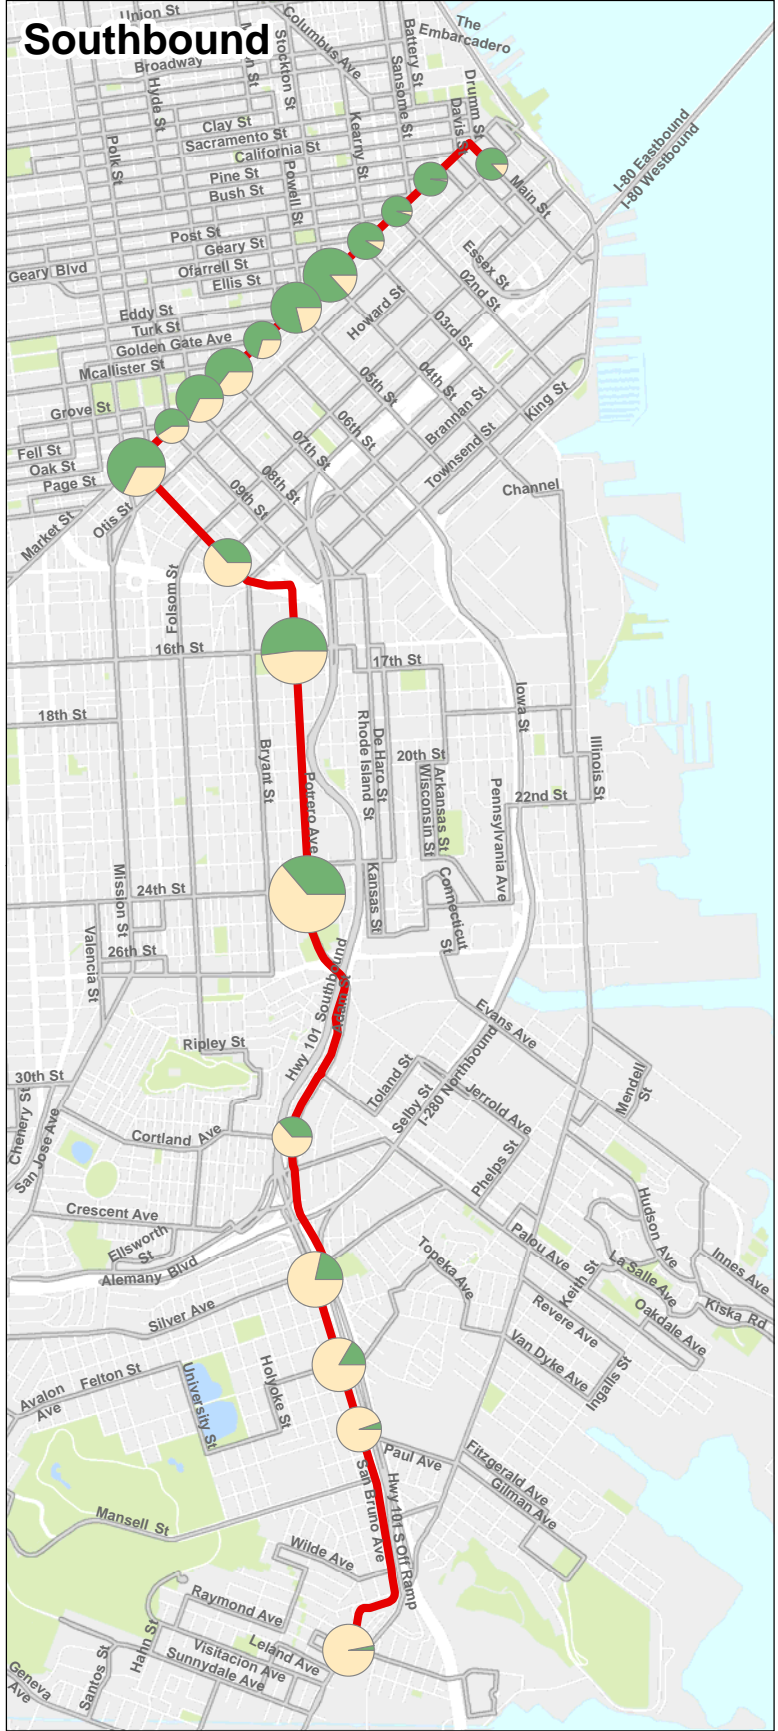 Southbound
Union St
Columbus Ave
Stockton St
Battery St
The
Embarcadero
Broadway
Hyde St
Sansome St
Drumm St
Davis St
Clay St
Sacramento St
California St
Kearny St
Polk St
Pine St
Bush St
Powell St
Main St
I-80 Eastbound
I-80 Westbound
Post St
Geary St
Geary Blvd
Ofarrell St
Ellis St
Essex St
02nd St
Eddy St
Turk St
Golden Gate Ave
Howard St
03rd St
Mcallister St
04th St
05th St
Grove St
Brannan St
King St
06th St
Fell St
Oak St
Page St
07th St
Townsend St
08th St
09th St
Channel
Market St
Otis St
Folsom St
16th St
17th St
18th St
Iowa St
Rhode Island St
De Haro St
Bryant St
Potrero Ave
20th St
Wisconsin St
Arkansas St
Pennsylvania Ave
22nd St
Illinois St
24th St
Mission St
Kansas St
Connecticut
St
Valencia St
26th St
Hwy 101 Southbound
Evans Ave
Ripley St
30th St
Toland St
Selby St
I-280 Northbound
Jerrold Ave
Mendell
St
Chenery St
San Jose Ave
Cortland Ave
Phelps St
Crescent Ave
Ellsworth
St
Hudson Ave
Alemany Blvd
Topeka Ave
Palou Ave
Keith St
La Salle Ave
Innes Ave
Silver Ave
Revere Ave
Oakdale Ave
Kiska Rd
Van Dyke Ave
Ingalls St
Felton St
Avalon
Ave
University St
Holyoke St
Paul Ave
Fitzgerald Ave
Gilman Ave
San Bruno Ave
Hwy 101 S Off Ramp
Mansell St
Wilde Ave
Raymond Ave
Hahn St
Leland Ave
Visitacion Ave
Sunnydale Ave
Santos St
Geneva
Ave